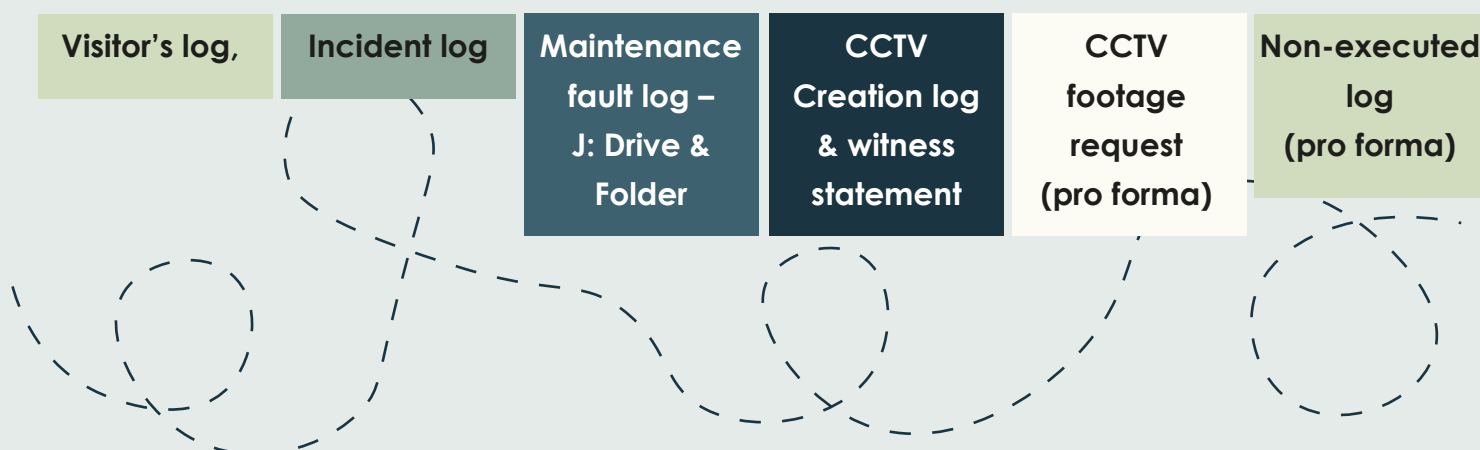 Visitor’s log,
Incident log
Maintenance
fault log –
J: Drive &
Folder
CCTV
Creation log
& witness
statement
CCTV
footage
request
(pro forma)
Non-executed
log
(pro forma)